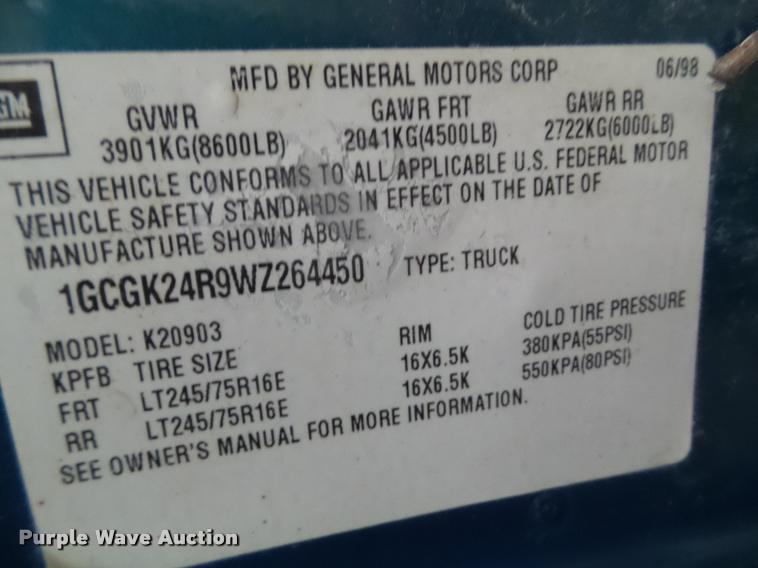 GM
MFD BY GENERAL MOTORS CORP 06/98
GVWR GAWR FRT GAWR RR
3901KG(8600LB) 2041KG(4500LB) 2722KG(6000LB)
THIS VEHICLE CONFORMS TO ALL APPLICABLE U.S. FEDERAL MOTOR
VEHICLE SAFETY STANDARDS IN EFFECT ON THE DATE OF
MANUFACTURE SHOWN ABOVE.
1GCGK24R9WZ264450 TYPE: TRUCK
MODEL: K20903
KPFB TIRE SIZE RIM COLD TIRE PRESSURE
FRT LT245/75R16E 16X6.5K 380KPA(55PSI)
RR LT245/75R16E 16X6.5K 550KPA(80PSI)
SEE OWNER'S MANUAL FOR MORE INFORMATION.
Purple Wave Auction